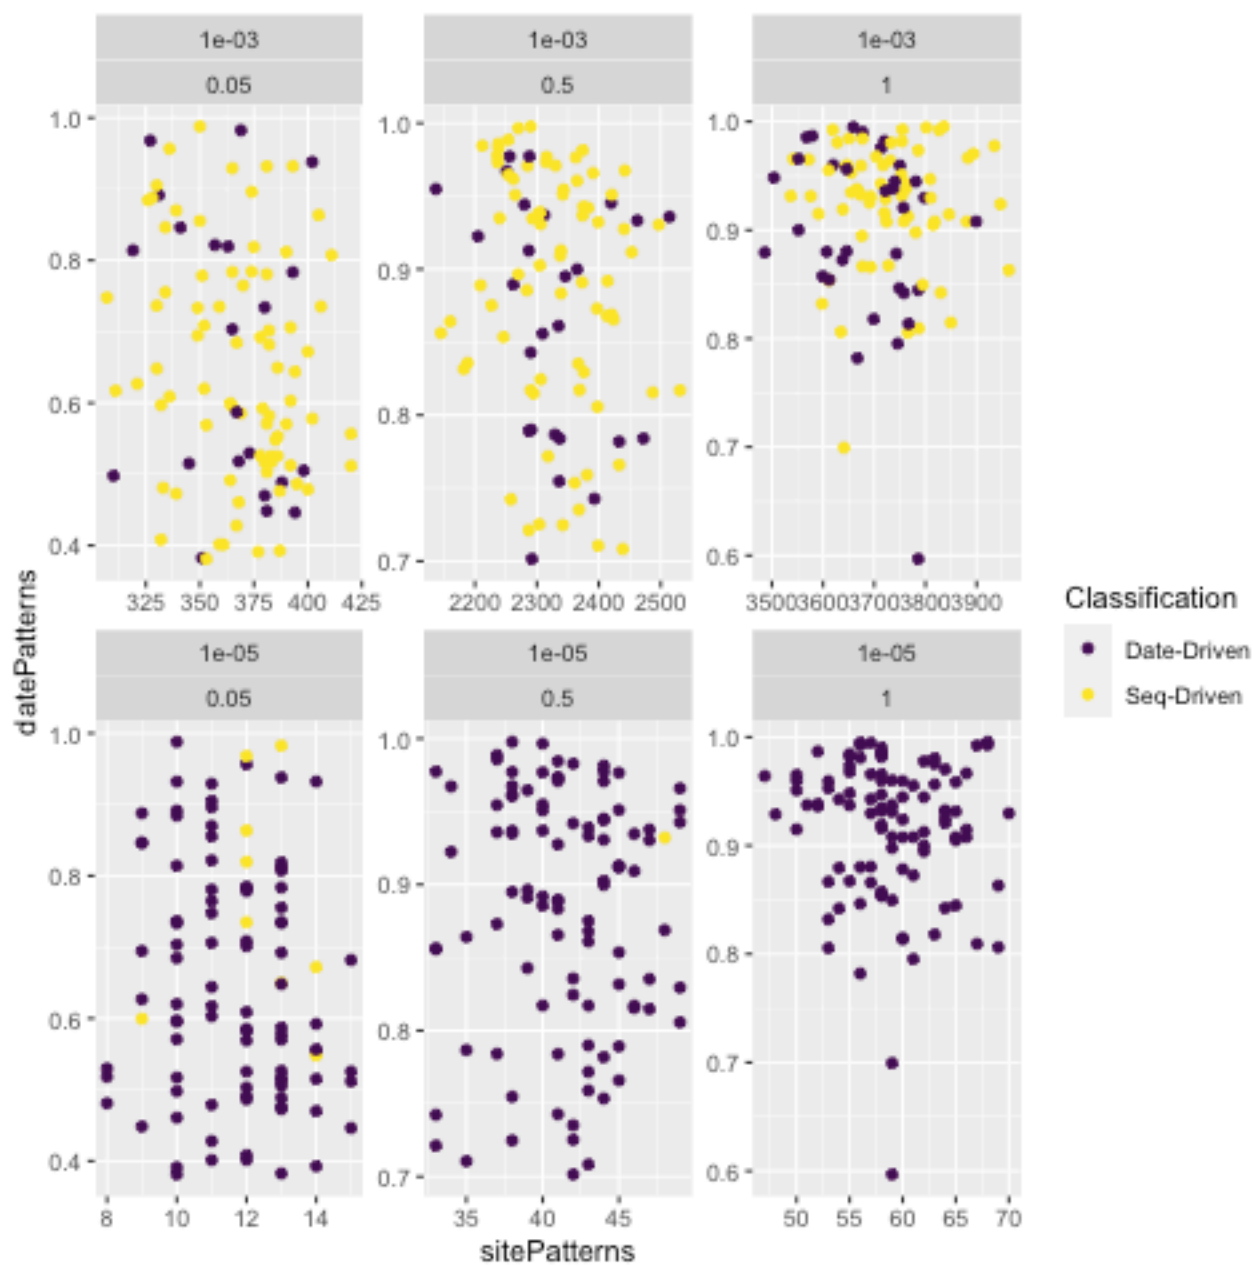 1e-03 1e-03 1e-03
0.05 0.5 1
1.0 0.8 0.6 0.4
1.0 0.9 0.8 0.7
1.0 0.9 0.8 0.7 0.6
325 350 375 400 425
2200 2300 2400 2500
3500 3600 3700 3800 3900
datePatterns
Classification
Date-Driven
Seq-Driven
1e-05 1e-05 1e-05
0.05 0.5 1
1.0 0.8 0.6 0.4
1.0 0.9 0.8 0.7
1.0 0.9 0.8 0.7 0.6
8 10 12 14
35 40 45
50 55 60 65 70
sitePatterns